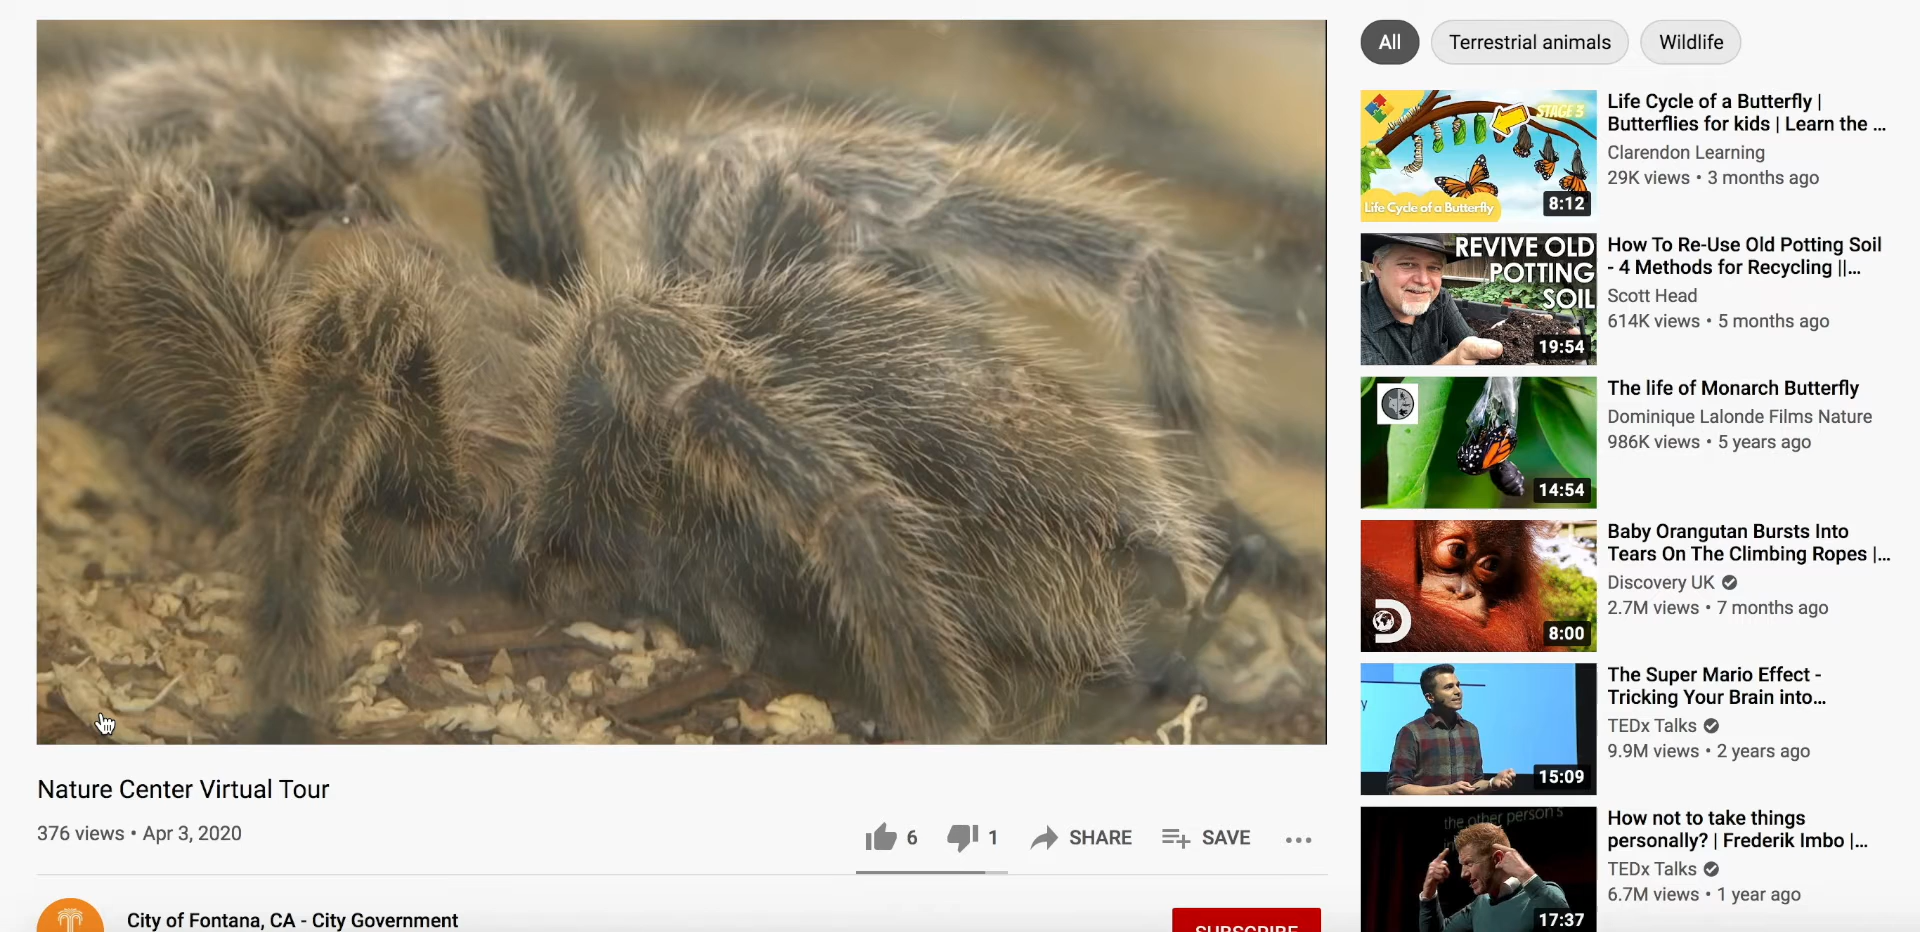 All
Terrestrial animals
Wildlife
STAGE 3
Life Cycle of a Butterfly
8:12
Life Cycle of a Butterfly |
Butterflies for kids | Learn the ...
Clarendon Learning
29K views • 3 months ago
REVIVE OLD
POTTING
SOIL
19:54
How To Re-Use Old Potting Soil
- 4 Methods for Recycling ||...
Scott Head
614K views • 5 months ago
14:54
The life of Monarch Butterfly
Dominique Lalonde Films Nature
986K views • 5 years ago
D
8:00
Baby Orangutan Bursts Into
Tears On The Climbing Ropes |...
Discovery UK
2.7M views • 7 months ago
y
15:09
The Super Mario Effect -
Tricking Your Brain into...
TEDx Talks
9.9M views • 2 years ago
the other person's
17:37
How not to take things
personally? | Frederik Imbo |...
TEDx Talks
6.7M views • 1 year ago
Nature Center Virtual Tour
376 views • Apr 3, 2020
6
1
SHARE
SAVE
City of Fontana, CA - City Government
SUBSCRIBE